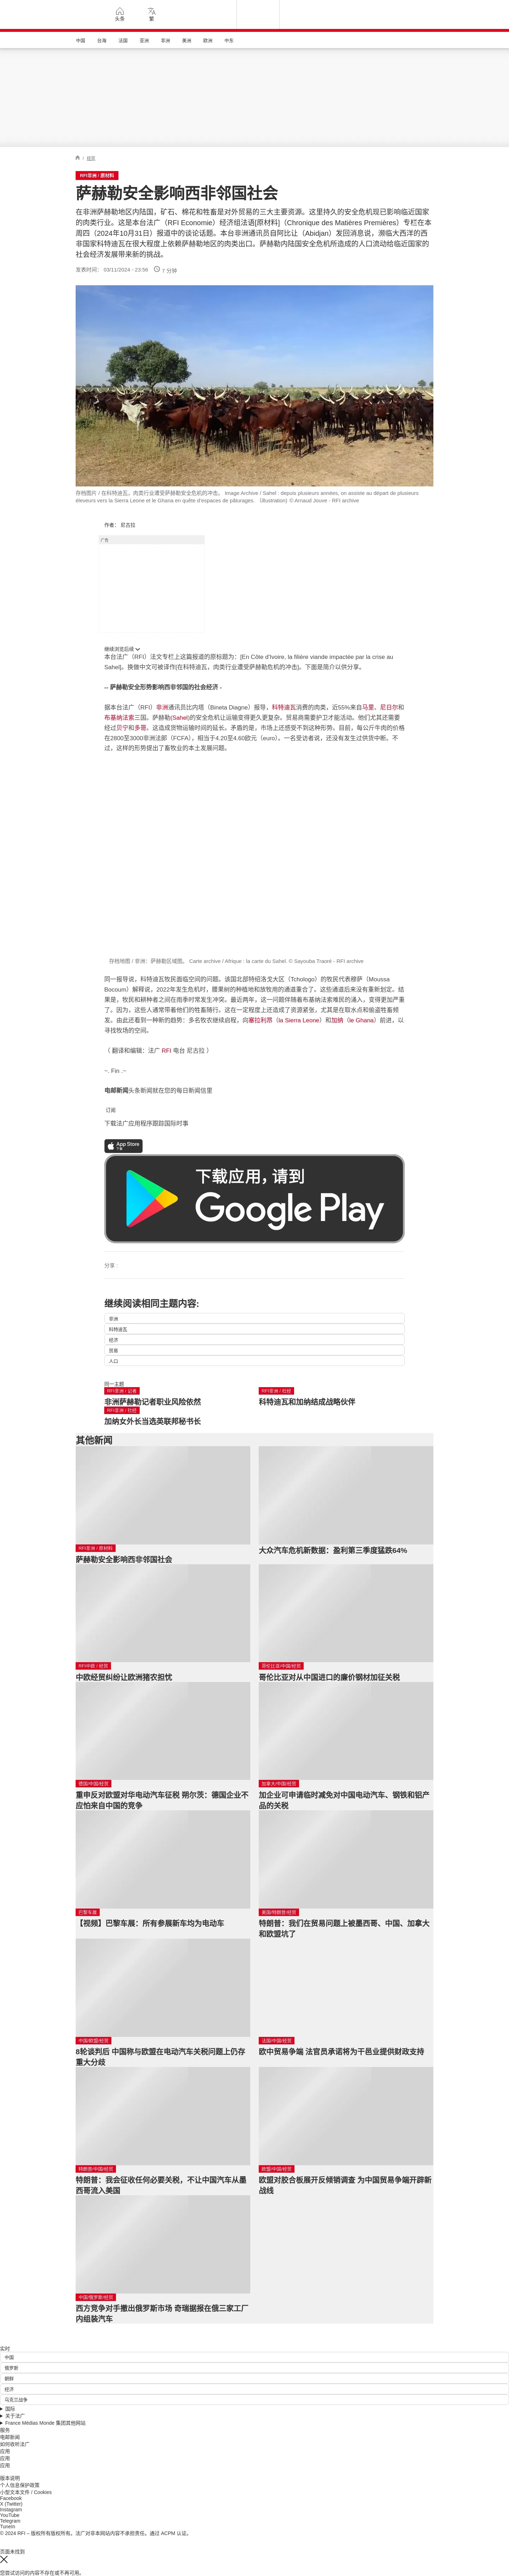 头条
繁
中国
台海
法国
亚洲
非洲
美洲
欧洲
中东
/ 经贸
RFI非洲 / 原材料
萨赫勒安全影响西非邻国社会
在非洲萨赫勒地区内陆国，矿石、棉花和牲畜是对外贸易的三大主要资源。这里持久的安全危机现已影响临近国家
的肉类行业。这是本台法广（RFI Economie）经济组法语[原材料]（Chronique des Matières Premières）专栏在本
周四（2024年10月31日）报道中的谈论话题。本台非洲通讯员自阿比让（Abidjan）发回消息说，濒临大西洋的西
非国家科特迪瓦在很大程度上依赖萨赫勒地区的肉类出口。萨赫勒内陆国安全危机所造成的人口流动给临近国家的
社会经济发展带来新的挑战。
发表时间： 03/11/2024 - 23:56
7 分钟
存档图片 / 在科特迪瓦，肉类行业遭受萨赫勒安全危机的冲击。 Image Archive / Sahel : depuis plusieurs années, on assiste au départ de plusieurs
éleveurs vers la Sierra Leone et le Ghana en quête d'espaces de pâturages. （Illustration) © Arnaud Jouve - RFI archive
作者： 尼古拉
广告
继续浏览后续
本台法广（RFI）法文专栏上这篇报道的原标题为：[En Côte d'Ivoire, la filière viande impactée par la crise au
Sahel]。换做中文可被译作[在科特迪瓦，肉类行业遭受萨赫勒危机的冲击]。下面是简介以供分享。
-- 萨赫勒安全形势影响西非邻国的社会经济 -
据本台法广（RFI）非洲通讯员比内塔（Bineta Diagne）报导，科特迪瓦消费的肉类，近55%来自马里、尼日尔和
布基纳法索三国。萨赫勒(Sahel)的安全危机让运输变得更久更复杂。贸易商需要护卫才能活动。他们尤其还需要
经过贝宁和多哥。这造成货物运输时间的延长。矛盾的是，市场上还感受不到这种形势。目前，每公斤牛肉的价格
在2800至3000非洲法郎（FCFA），相当于4.20至4.60欧元（euro）。一名受访者说，还没有发生过供货中断。不
过，这样的形势提出了畜牧业的本土发展问题。
存档地图 / 非洲：萨赫勒区域图。 Carte archive / Afrique : la carte du Sahel. © Sayouba Traoré - RFI archive
同一报导说，科特迪瓦牧民面临空间的问题。该国北部特绍洛戈大区（Tchologo）的牧民代表穆萨（Moussa
Bocoum）解释说，2022年发生危机时，腰果树的种植地和放牧用的通道重合了。这些通道后来没有重新划定。结
果是，牧民和耕种者之间在雨季时常发生冲突。最近两年，这一问题伴随着布基纳法索难民的涌入，变得更加严重
了。因为，这些人通常带着他们的牲畜随行。这在一定程度上还造成了资源紧张，尤其是在取水点和偷盗牲畜频
发。由此还看到一种新的趋势：多名牧农继续启程，向塞拉利昂（la Sierra Leone）和加纳（le Ghana）前进，以
寻找牧场的空间。
（ 翻译和编辑：法广 RFI 电台 尼古拉 ）
~. Fin .~
电邮新闻头条新闻就在您的每日新闻信里
订阅
下载法广应用程序跟踪国际时事
App Store
下载
下载应用，请到
Google Play
分享 :
继续阅读相同主题内容:
非洲
科特迪瓦
经济
贸易
人口
同一主题
RFI非洲 / 记者
非洲萨赫勒记者职业风险依然
RFI非洲 / 社经
科特迪瓦和加纳结成战略伙伴
RFI非洲 / 社经
加纳女外长当选英联邦秘书长
其他新闻
RFI非洲 / 原材料
萨赫勒安全影响西非邻国社会
大众汽车危机新数据：盈利第三季度猛跌64%
RFI中欧 / 经贸
中欧经贸纠纷让欧洲猪农担忧
哥伦比亚/中国/经贸
哥伦比亚对从中国进口的廉价钢材加征关税
德国/中国/经贸
重申反对欧盟对华电动汽车征税 朔尔茨：德国企业不
应怕来自中国的竞争
加拿大/中国/经贸
加企业可申请临时减免对中国电动汽车、钢铁和铝产
品的关税
巴黎车展
【视频】巴黎车展：所有参展新车均为电动车
美国/特朗普/经贸
特朗普：我们在贸易问题上被墨西哥、中国、加拿大
和欧盟坑了
中国/欧盟/经贸
8轮谈判后 中国称与欧盟在电动汽车关税问题上仍存
重大分歧
法国/中国/经贸
欧中贸易争端 法官员承诺将为干邑业提供财政支持
特朗普/中国/经贸
特朗普：我会征收任何必要关税，不让中国汽车从墨
西哥流入美国
欧盟/中国/经贸
欧盟对胶合板展开反倾销调查 为中国贸易争端开辟新
战线
中国/俄罗斯/经贸
西方竞争对手撤出俄罗斯市场 奇瑞据报在俄三家工厂
内组装汽车
实时
中国
俄罗斯
朝鲜
经济
马克兰战争
国际
关于法广
France Médias Monde 集团其他网站
服务
电邮新闻
如何收听法广
应用
应用
应用
版本说明
个人信息保护政策
小型文本文件 / Cookies
Facebook
X (Twitter)
Instagram
YouTube
Telegram
TuneIn
© 2024 RFI – 版权所有版权所有。法广对非本网站内容不承担责任。通过 ACPM 认证。
页面未找到
您尝试访问的内容不存在或不再可用。